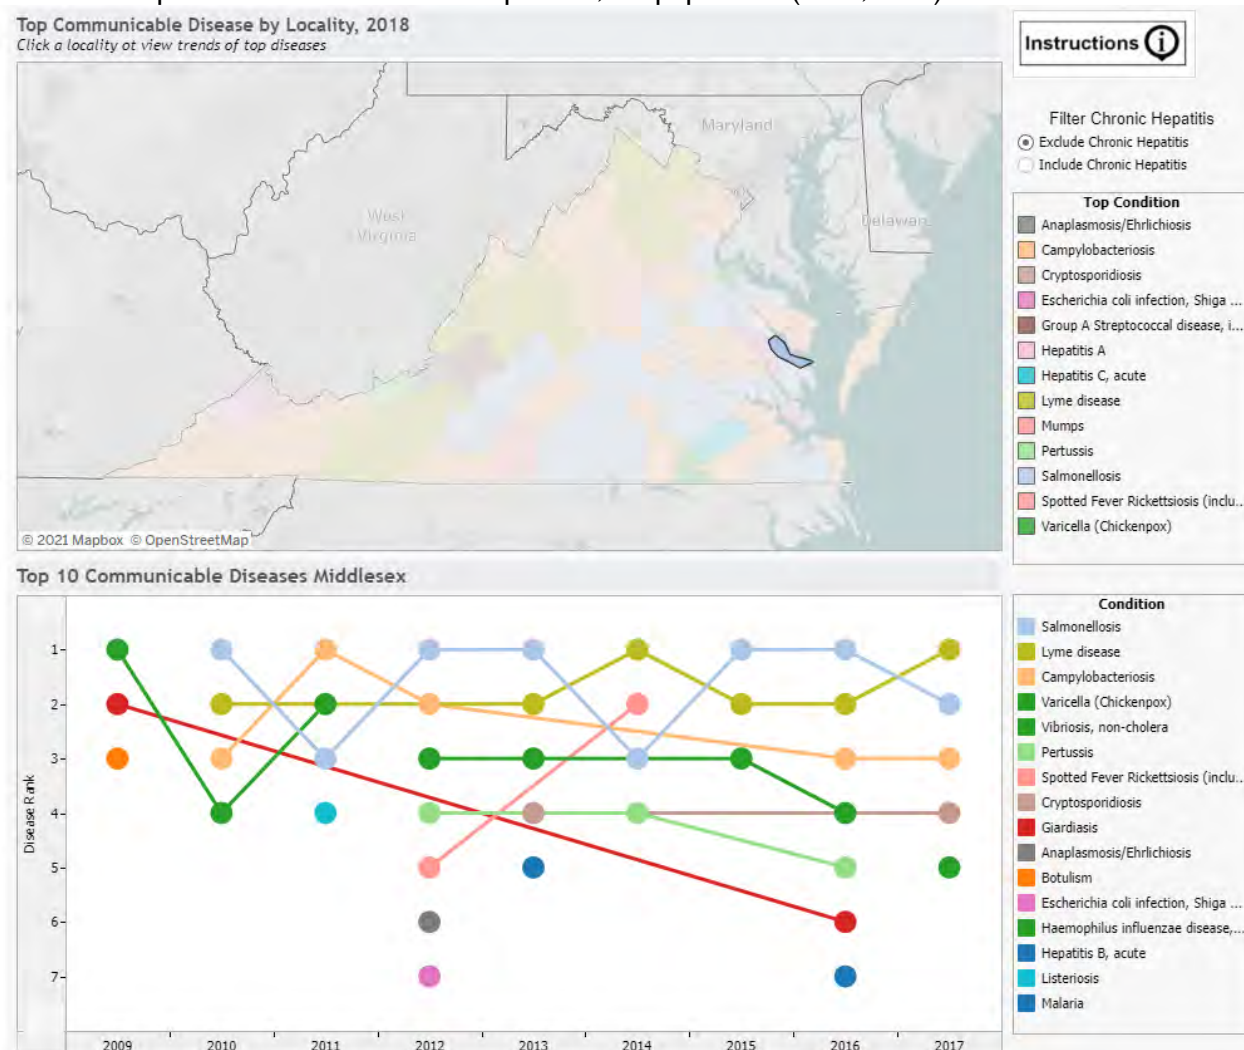 Top Communicable Disease by Locality, 2018
Click a locality ot view trends of top diseases
Instructions i
Maryland
West
Virginia
Delaware
© 2021 Mapbox © OpenStreetMap
Filter Chronic Hepatitis
Exclude Chronic Hepatitis
Include Chronic Hepatitis
Top Condition
Anaplasmosis/Ehrlichiosis
Campylobacteriosis
Cryptosporidiosis
Escherichia coli infection, Shiga ...
Group A Streptococcal disease, i...
Hepatitis A
Hepatitis C, acute
Lyme disease
Mumps
Pertussis
Salmonellosis
Spotted Fever Rickettsiosis (inclu..
Varicella (Chickenpox)
Top 10 Communicable Diseases Middlesex
Disease Rank
1
2
3
4
5
6
7
2009 2010 2011 2012 2013 2014 2015 2016 2017
Condition
Salmonellosis
Lyme disease
Campylobacteriosis
Varicella (Chickenpox)
Vibriosis, non-cholera
Pertussis
Spotted Fever Rickettsiosis (inclu..
Cryptosporidiosis
Giardiasis
Anaplasmosis/Ehrlichiosis
Botulism
Escherichia coli infection, Shiga ...
Haemophilus influenzae disease,...
Hepatitis B, acute
Listeriosis
Malaria